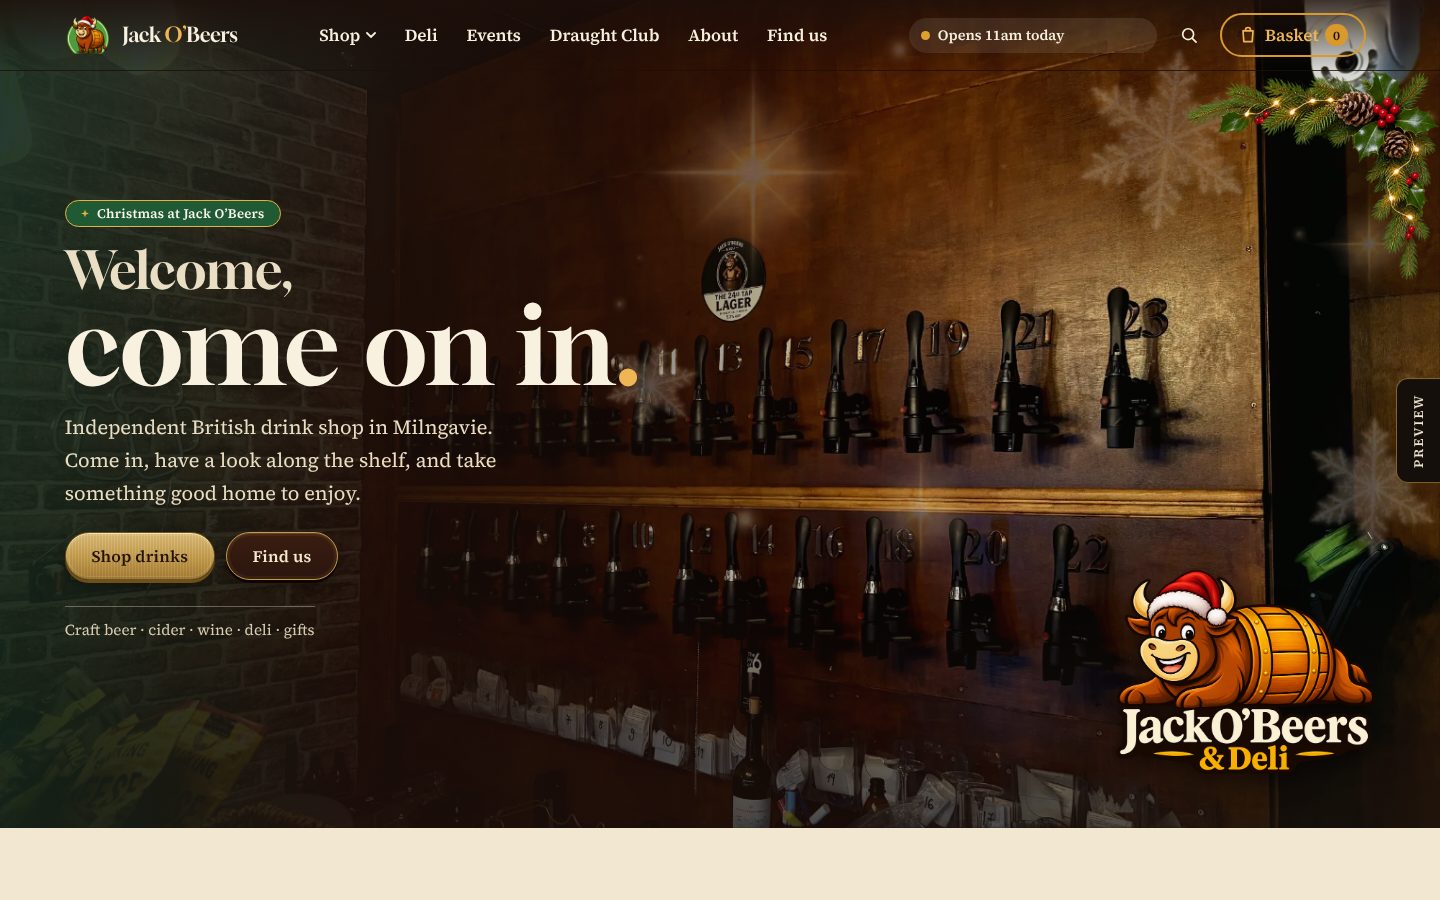 Jack O'Beers
Shop
Deli
Events
Draught Club
About
Find us
Opens 11am today
Basket 0
Christmas at Jack O'Beers
Welcome,
come on in.
Independent British drink shop in Milngavie.
Come in, have a look along the shelf, and take
something good home to enjoy.
Shop drinks
Find us
Craft beer · cider · wine · deli · gifts
PREVIEW
THE 24TH TAP
LAGER
11
13
15
17
19
21
23
8
10
12
14
16
18
20
22
JackO'Beers
& Deli